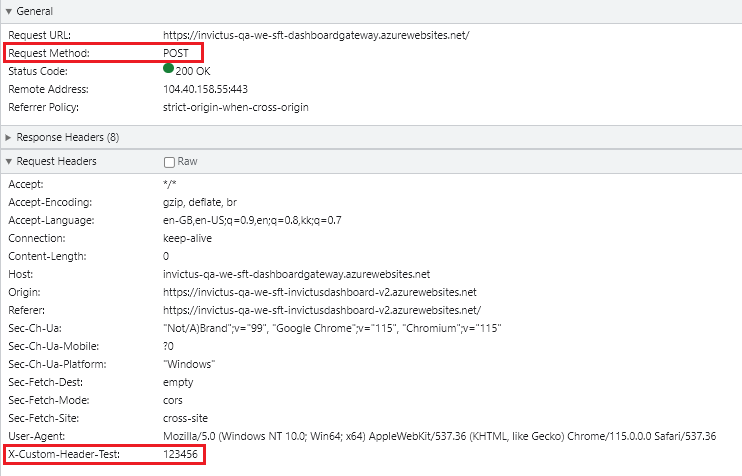 General
Request URL: https://invictus-qa-we-sft-dashboardgateway.azurewebsites.net/
Request Method: POST
Status Code: 200 OK
Remote Address: 104.40.158.55:443
Referrer Policy: strict-origin-when-cross-origin
Response Headers (8)
Request Headers Raw
Accept: */*
Accept-Encoding: gzip, deflate, br
Accept-Language: en-GB,en-US;q=0.9,en;q=0.8,kk;q=0.7
Connection: keep-alive
Content-Length: 0
Host: invictus-qa-we-sft-dashboardgateway.azurewebsites.net
Origin: https://invictus-qa-we-sft-invictusdashboard-v2.azurewebsites.net
Referer: https://invictus-qa-we-sft-invictusdashboard-v2.azurewebsites.net/
Sec-Ch-Ua: "Not/A)Brand";v="99", "Google Chrome";v="115", "Chromium";v="115"
Sec-Ch-Ua-Mobile: ?0
Sec-Ch-Ua-Platform: "Windows"
Sec-Fetch-Dest: empty
Sec-Fetch-Mode: cors
Sec-Fetch-Site: cross-site
User-Agent: Mozilla/5.0 (Windows NT 10.0; Win64; x64) AppleWebKit/537.36 (KHTML, like Gecko) Chrome/115.0.0.0 Safari/537.36
X-Custom-Header-Test: 123456